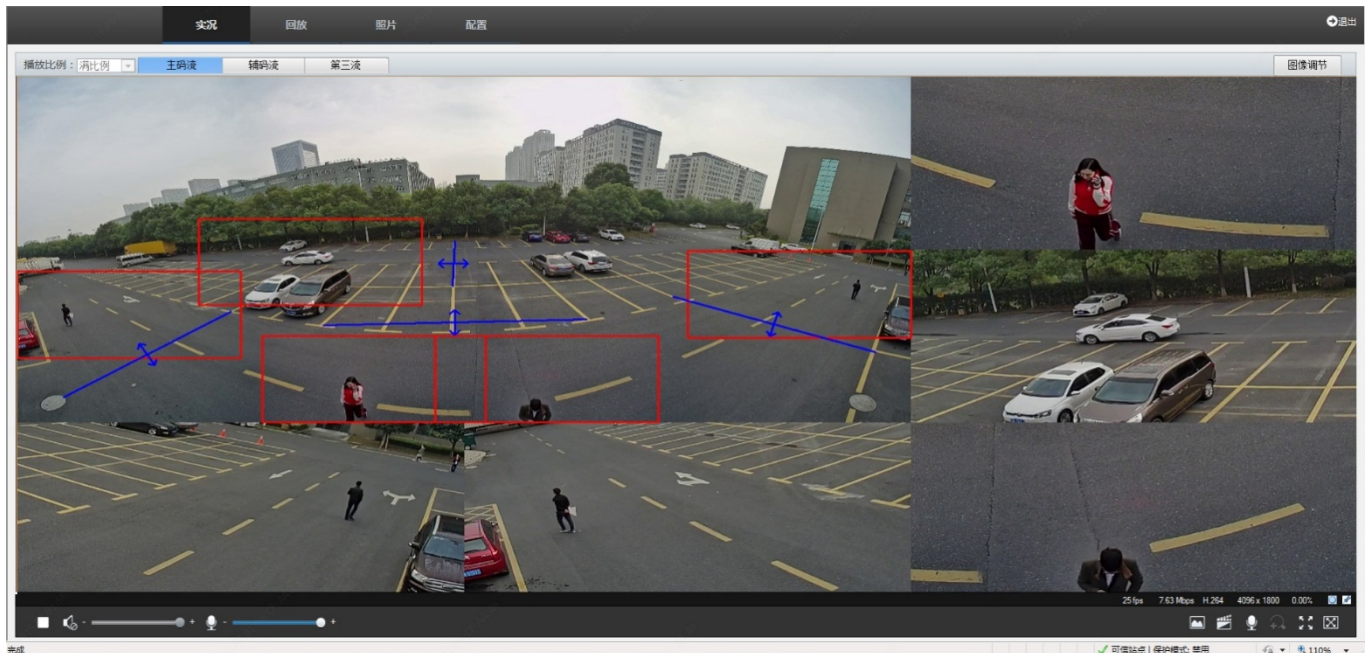 实况 回放 照片 配置 退出
播放比例： 满比例 主码流 辅码流 第三流 图像调节
25 fps 7.63 Mbps H.264 4096 x 1800 0.00%
- + - +
完成 可信站点 | 保护模式: 禁用 110%